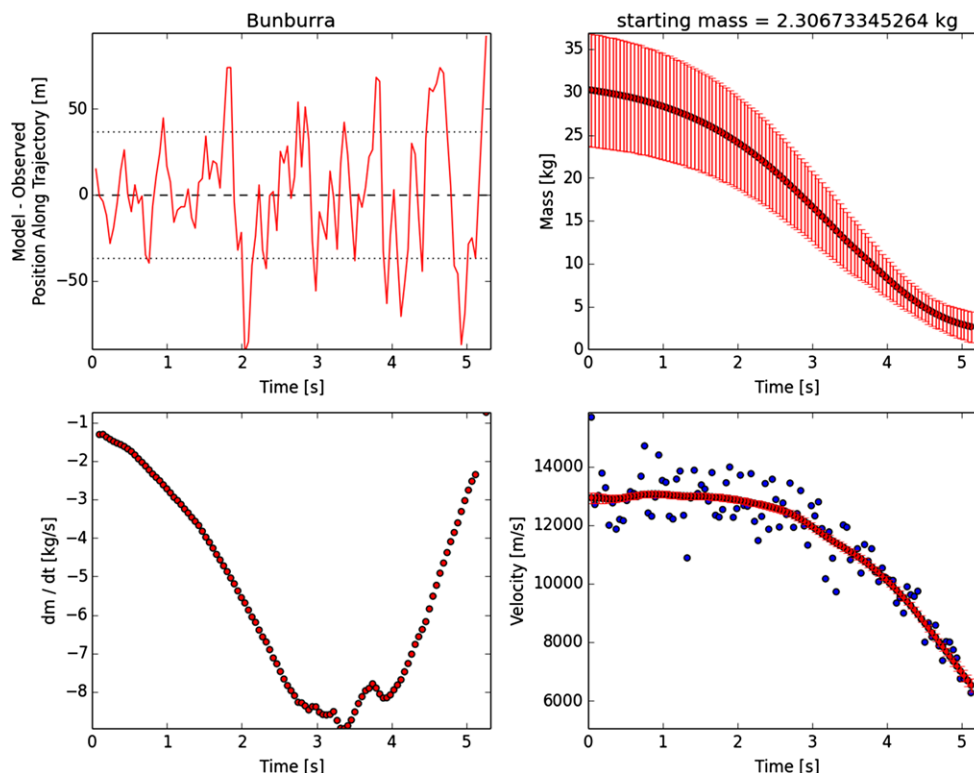 Bunburra
starting mass = 2.30673345264 kg
Model - Observed
Position Along Trajectory [m]
50
0
−50
0 1 2 3 4 5
Time [s]
Mass [kg]
35
30
25
20
15
10
5
0
0 1 2 3 4 5
Time [s]
dm / dt [kg/s]
−1
−2
−3
−4
−5
−6
−7
−8
0 1 2 3 4 5
Time [s]
Velocity [m/s]
14000
12000
10000
8000
6000
0 1 2 3 4 5
Time [s]